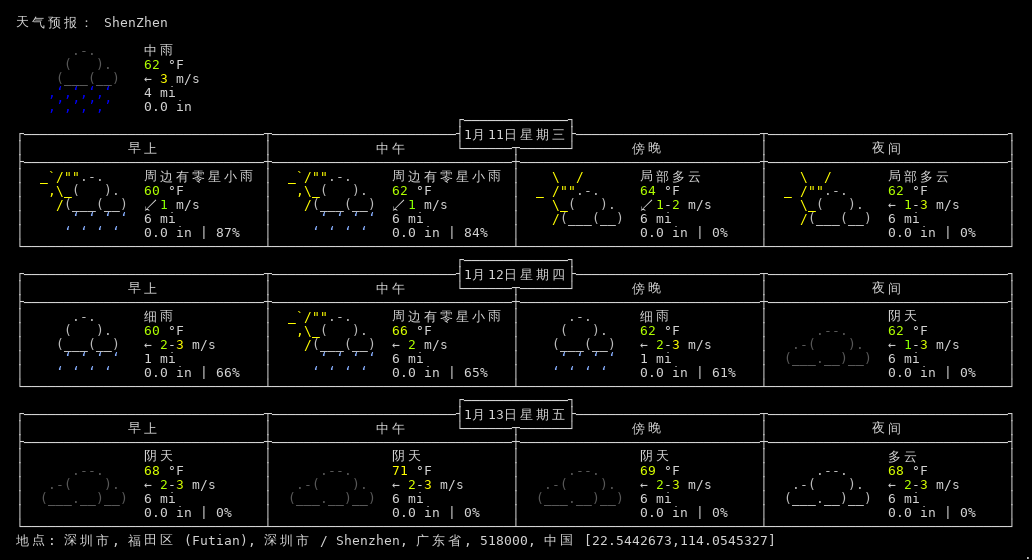 天气预报： ShenZhen
中雨
62 °F
← 3 m/s
4 mi
0.0 in
1月11日星期三
早上 中午 傍晚 夜间
周边有零星小雨 周边有零星小雨 局部多云 局部多云
60 °F 62 °F 64 °F 62 °F
↙ 1 m/s ↙ 1 m/s ↙ 1-2 m/s ← 1-3 m/s
6 mi 6 mi 6 mi 6 mi
0.0 in | 87% 0.0 in | 84% 0.0 in | 0% 0.0 in | 0%
1月12日星期四
早上 中午 傍晚 夜间
细雨 周边有零星小雨 细雨 阴天
60 °F 66 °F 62 °F 62 °F
← 2-3 m/s ← 2 m/s ← 2-3 m/s ← 1-3 m/s
1 mi 6 mi 1 mi 6 mi
0.0 in | 66% 0.0 in | 65% 0.0 in | 61% 0.0 in | 0%
1月13日星期五
早上 中午 傍晚 夜间
阴天 阴天 阴天 多云
68 °F 71 °F 69 °F 68 °F
← 2-3 m/s ← 2-3 m/s ← 2-3 m/s ← 2-3 m/s
6 mi 6 mi 6 mi 6 mi
0.0 in | 0% 0.0 in | 0% 0.0 in | 0% 0.0 in | 0%
地点: 深圳市, 福田区 (Futian), 深圳市 / Shenzhen, 广东省, 518000, 中国 [22.5442673,114.0545327]